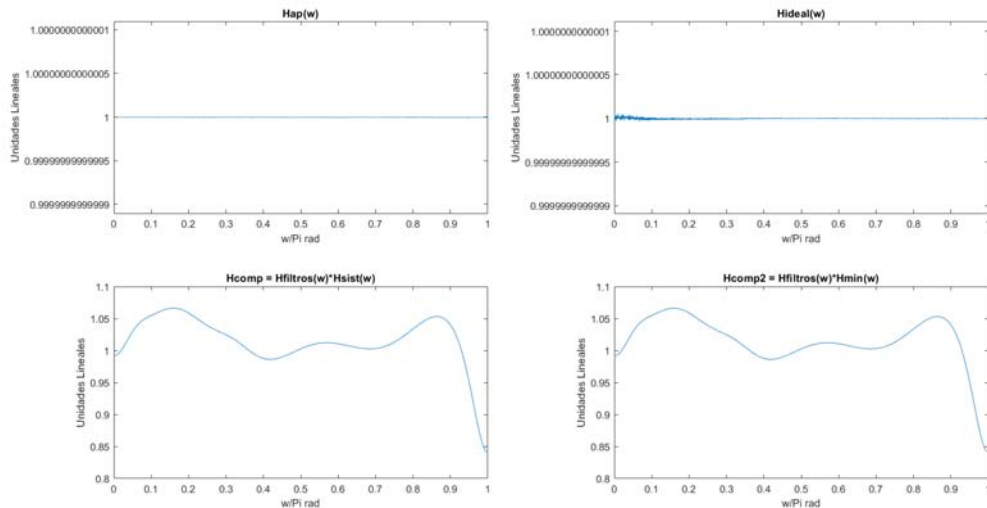 Hap(w)
Unidades Lineales
1.0000000000001
1.00000000000005
1
0.99999999999995
0.9999999999999
0 0.1 0.2 0.3 0.4 0.5 0.6 0.7 0.8 0.9 1
w/Pi rad
Hideal(w)
Unidades Lineales
1.0000000000001
1.00000000000005
1
0.99999999999995
0.9999999999999
0 0.1 0.2 0.3 0.4 0.5 0.6 0.7 0.8 0.9 1
w/Pi rad
Hcomp = Hfiltros(w)*Hsist(w)
Unidades Lineales
1.1
1.05
1
0.95
0.9
0.85
0.8
0 0.1 0.2 0.3 0.4 0.5 0.6 0.7 0.8 0.9 1
w/Pi rad
Hcomp2 = Hfiltros(w)*Hmin(w)
Unidades Lineales
1.1
1.05
1
0.95
0.9
0.85
0.8
0 0.1 0.2 0.3 0.4 0.5 0.6 0.7 0.8 0.9 1
w/Pi rad